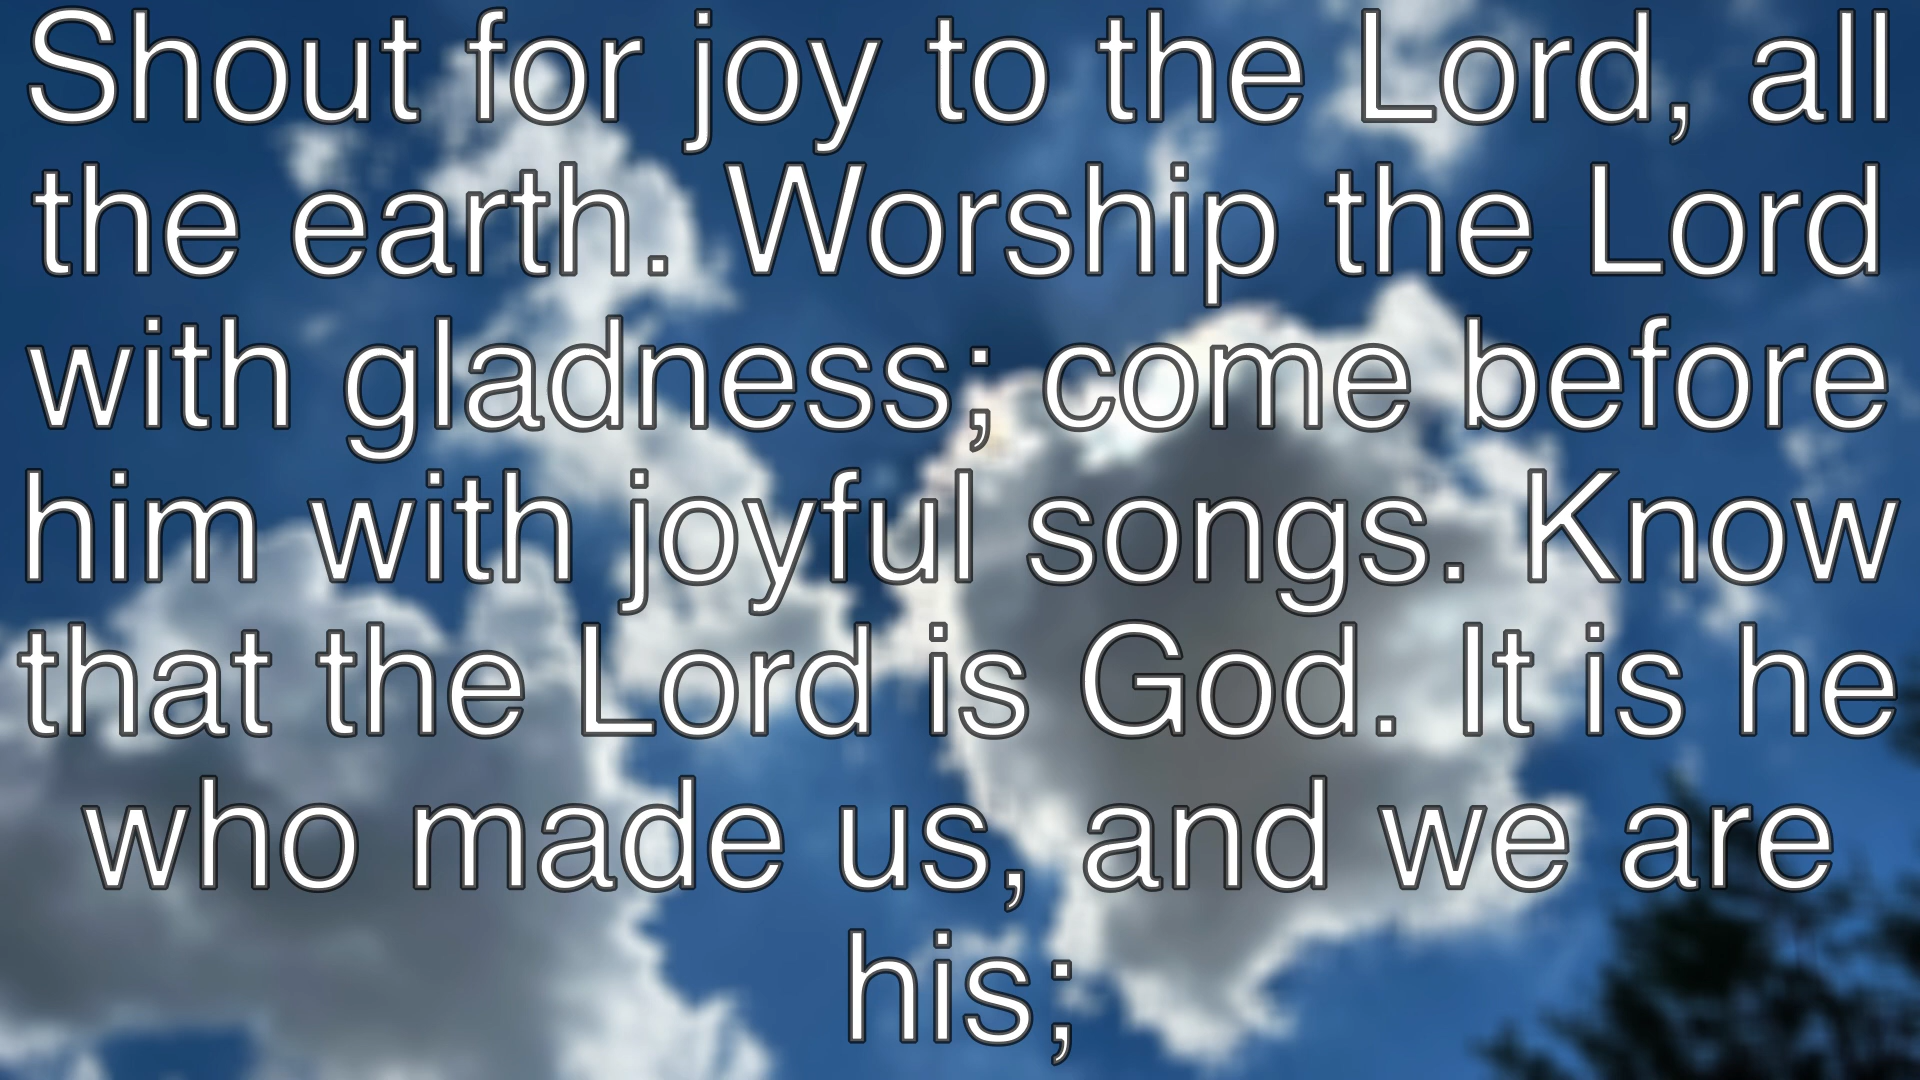 Shout for joy to the Lord, all
the earth. Worship the Lord
with gladness; come before
him with joyful songs. Know
that the Lord is God. It is he
who made us, and we are
his;